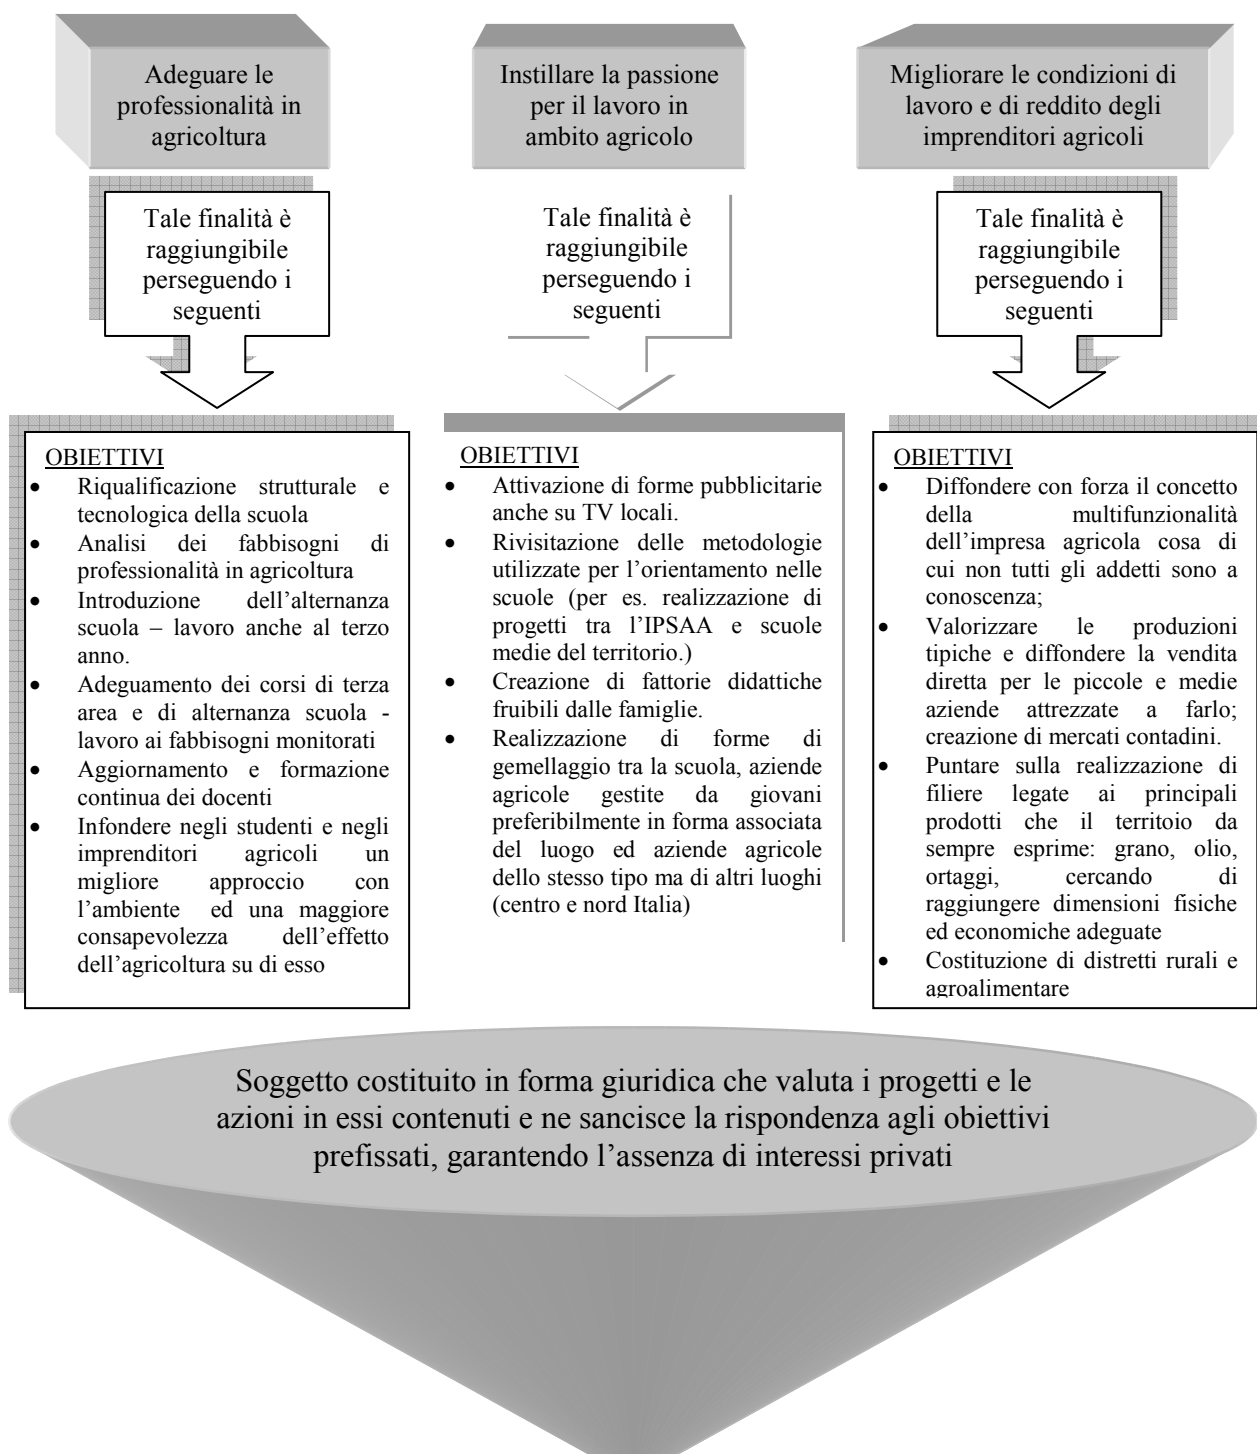 Adeguare le
professionalità in
agricoltura
Tale finalità è
raggiungibile
perseguendo i
seguenti
OBIETTIVI
• Riqualificazione strutturale e
tecnologica della scuola
• Analisi dei fabbisogni di
professionalità in agricoltura
• Introduzione dell’alternanza
scuola – lavoro anche al terzo
anno.
• Adeguamento dei corsi di terza
area e di alternanza scuola -
lavoro ai fabbisogni monitorati
• Aggiornamento e formazione
continua dei docenti
• Infondere negli studenti e negli
imprenditori agricoli un
migliore approccio con
l’ambiente ed una maggiore
consapevolezza dell’effetto
dell’agricoltura su di esso
Instillare la passione
per il lavoro in
ambito agricolo
Tale finalità è
raggiungibile
perseguendo i
seguenti
OBIETTIVI
• Attivazione di forme pubblicitarie
anche su TV locali.
• Rivisitazione delle metodologie
utilizzate per l’orientamento nelle
scuole (per es. realizzazione di
progetti tra l’IPSAA e scuole
medie del territorio.)
• Creazione di fattorie didattiche
fruibili dalle famiglie.
• Realizzazione di forme di
gemellaggio tra la scuola, aziende
agricole gestite da giovani
preferibilmente in forma associata
del luogo ed aziende agricole
dello stesso tipo ma di altri luoghi
(centro e nord Italia)
Migliorare le condizioni di
lavoro e di reddito degli
imprenditori agricoli
Tale finalità è
raggiungibile
perseguendo i
seguenti
OBIETTIVI
• Diffondere con forza il concetto
della multifunzionalità
dell’impresa agricola cosa di
cui non tutti gli addetti sono a
conoscenza;
• Valorizzare le produzioni
tipiche e diffondere la vendita
diretta per le piccole e medie
aziende attrezzate a farlo;
creazione di mercati contadini.
• Puntare sulla realizzazione di
filiere legate ai principali
prodotti che il territoio da
sempre esprime: grano, olio,
ortaggi, cercando di
raggiungere dimensioni fisiche
ed economiche adeguate
• Costituzione di distretti rurali e
agroalimentare
Soggetto costituito in forma giuridica che valuta i progetti e le
azioni in essi contenuti e ne sancisce la rispondenza agli obiettivi
prefissati, garantendo l’assenza di interessi privati